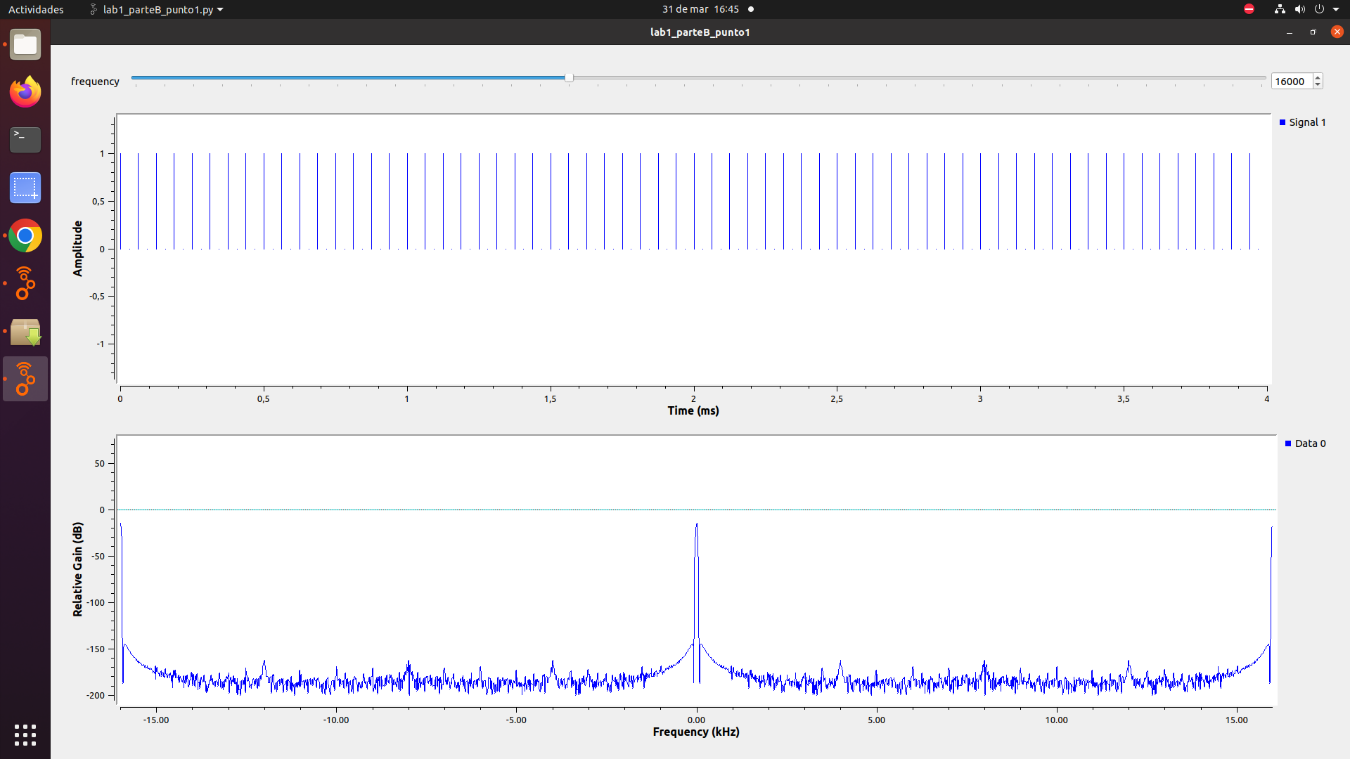 Actividades lab1_parteB_punto1.py 31 de mar 16:45
lab1_parteB_punto1
frequency 16000
Signal 1
1
0,5
0
-0,5
-1
Amplitude
0 0,5 1 1,5 2 2,5 3 3,5 4
Time (ms)
Data 0
50
0
-50
-100
-150
-200
Relative Gain (dB)
-15.00 -10.00 -5.00 0.00 5.00 10.00 15.00
Frequency (kHz)